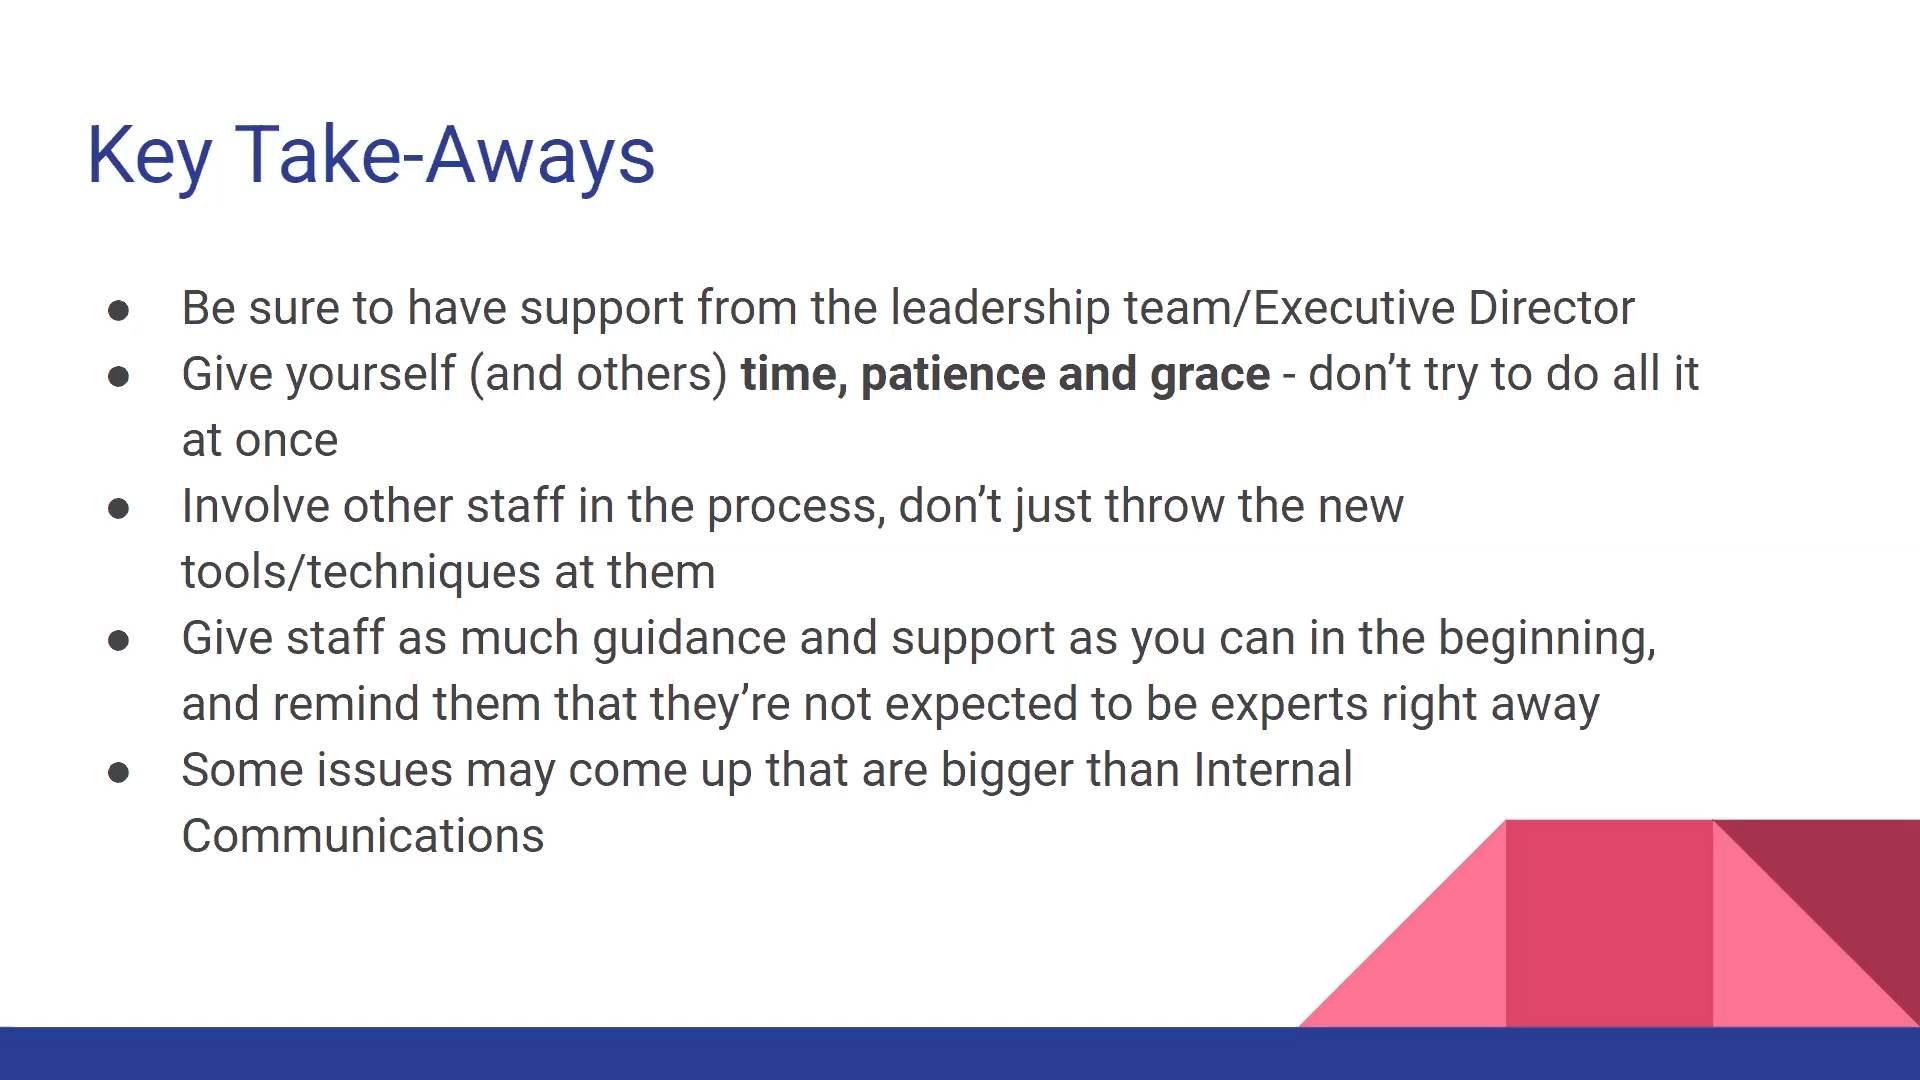 Key Take-Aways
● Be sure to have support from the leadership team/Executive Director
● Give yourself (and others) time, patience and grace - don’t try to do all it
at once
● Involve other staff in the process, don’t just throw the new
tools/techniques at them
● Give staff as much guidance and support as you can in the beginning,
and remind them that they’re not expected to be experts right away
● Some issues may come up that are bigger than Internal
Communications